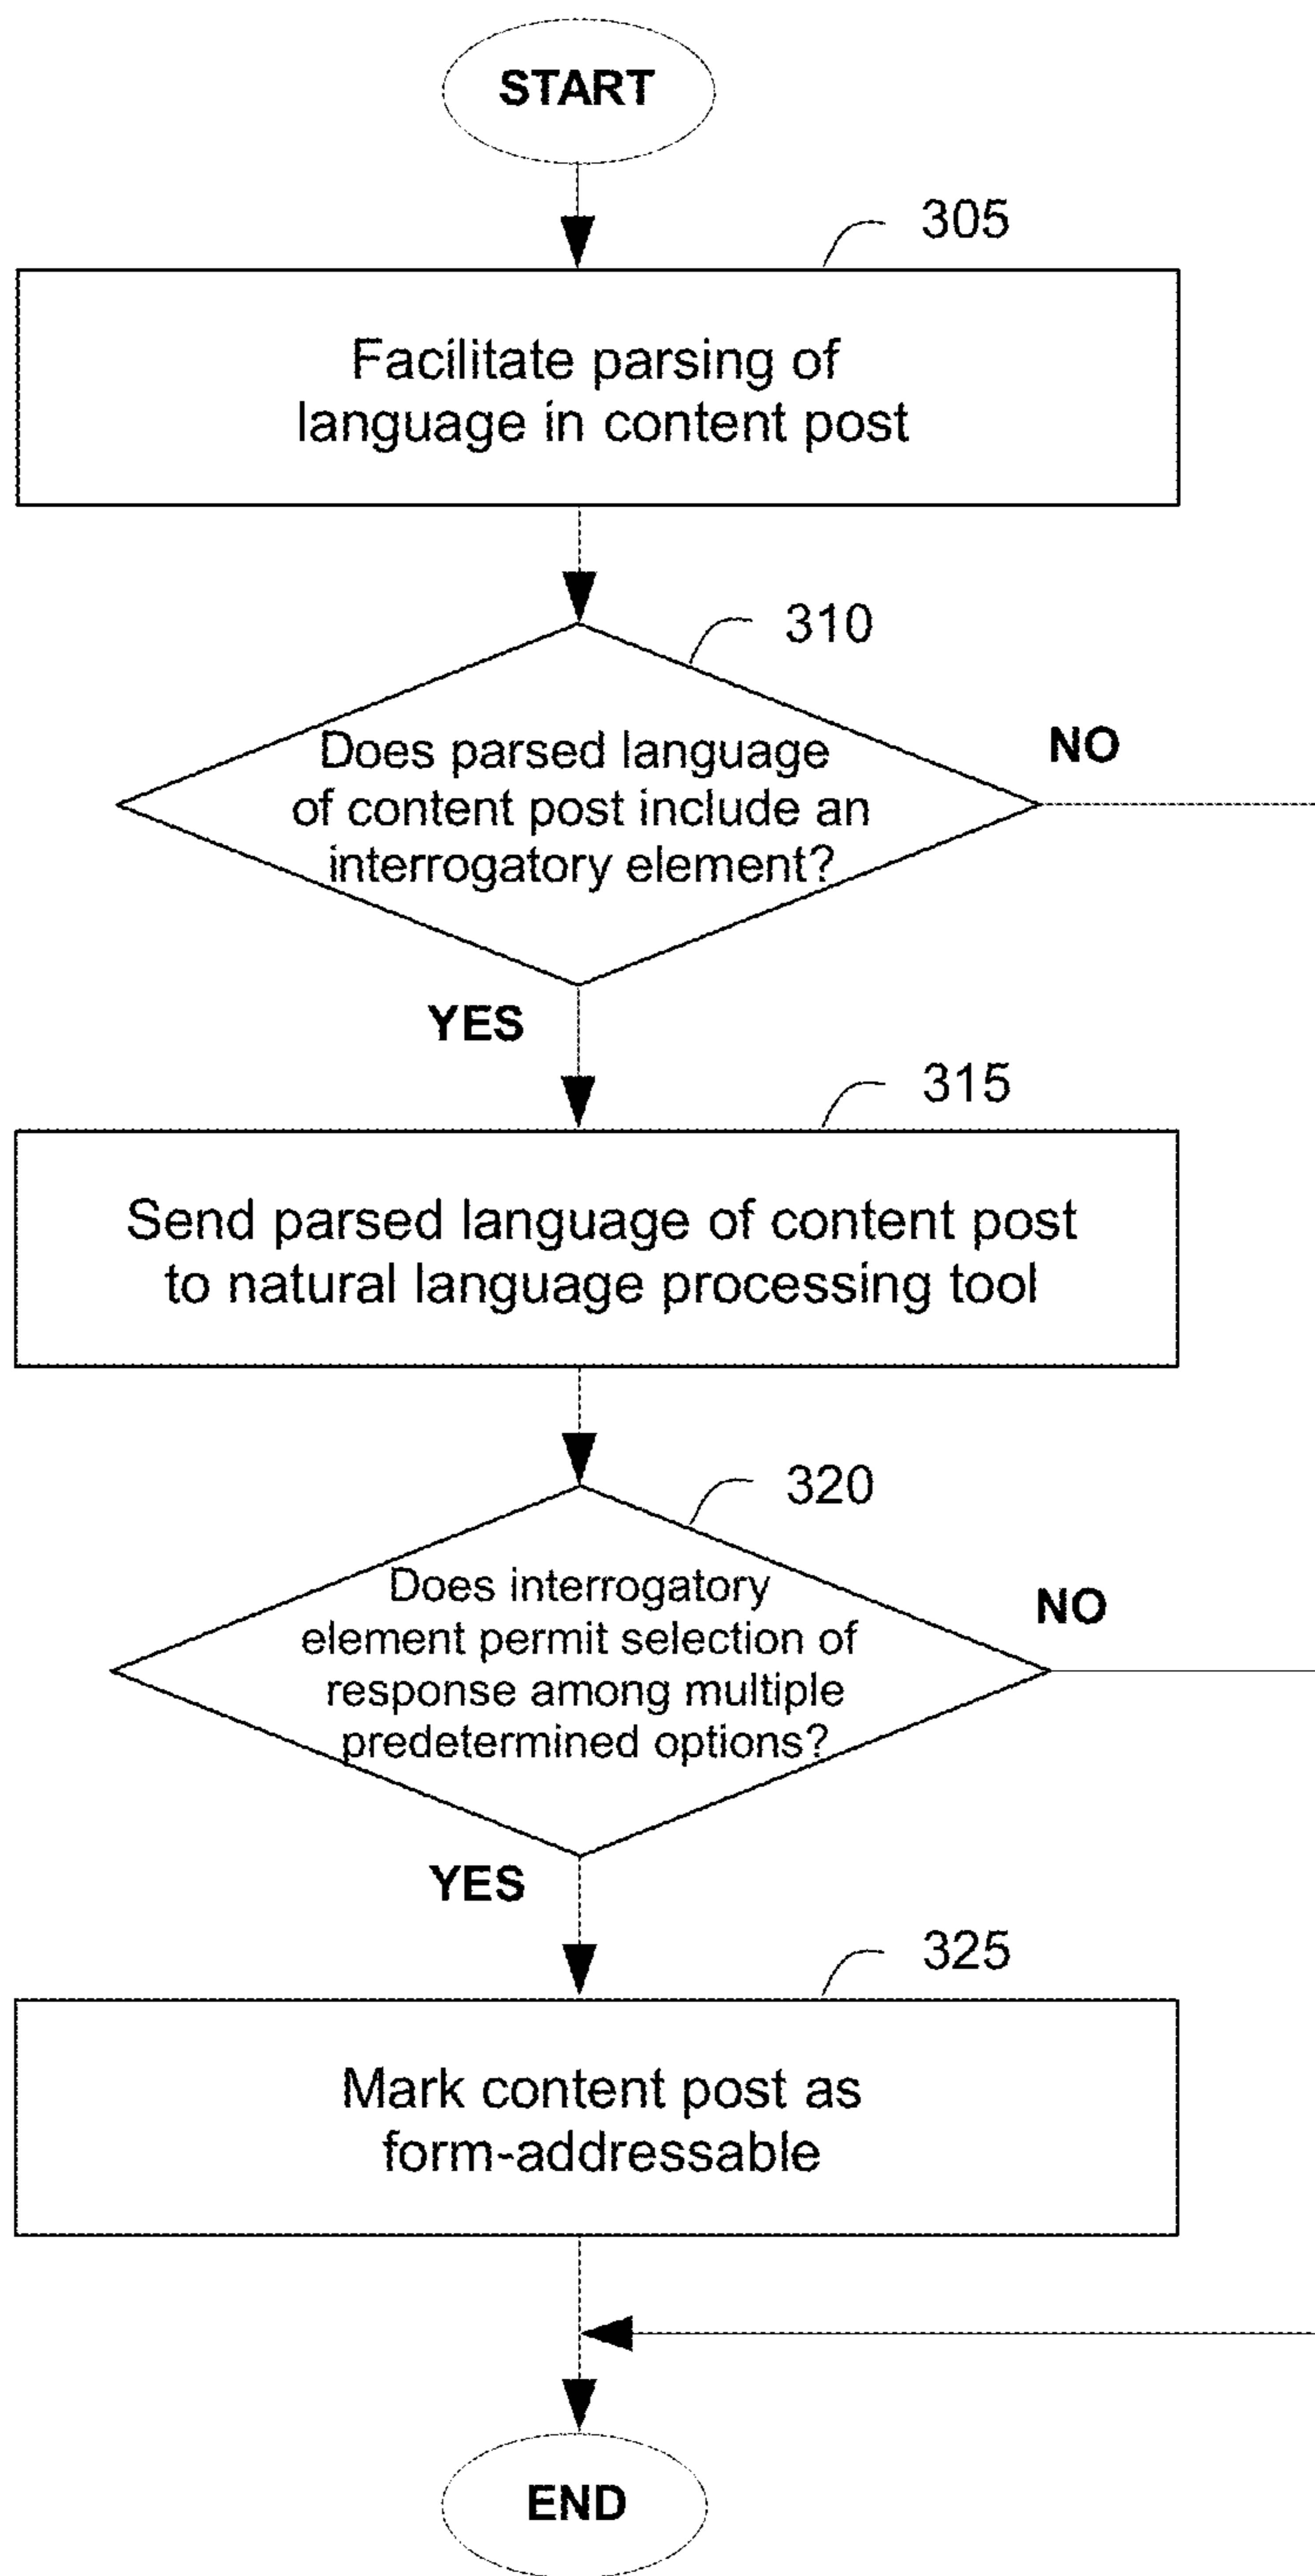 START
305
Facilitate parsing of
language in content post
310
Does parsed language
of content post include an
interrogatory element?
NO
YES
315
Send parsed language of content post
to natural language processing tool
320
Does interrogatory
element permit selection of
response among multiple
predetermined options?
NO
YES
325
Mark content post as
form-addressable
END